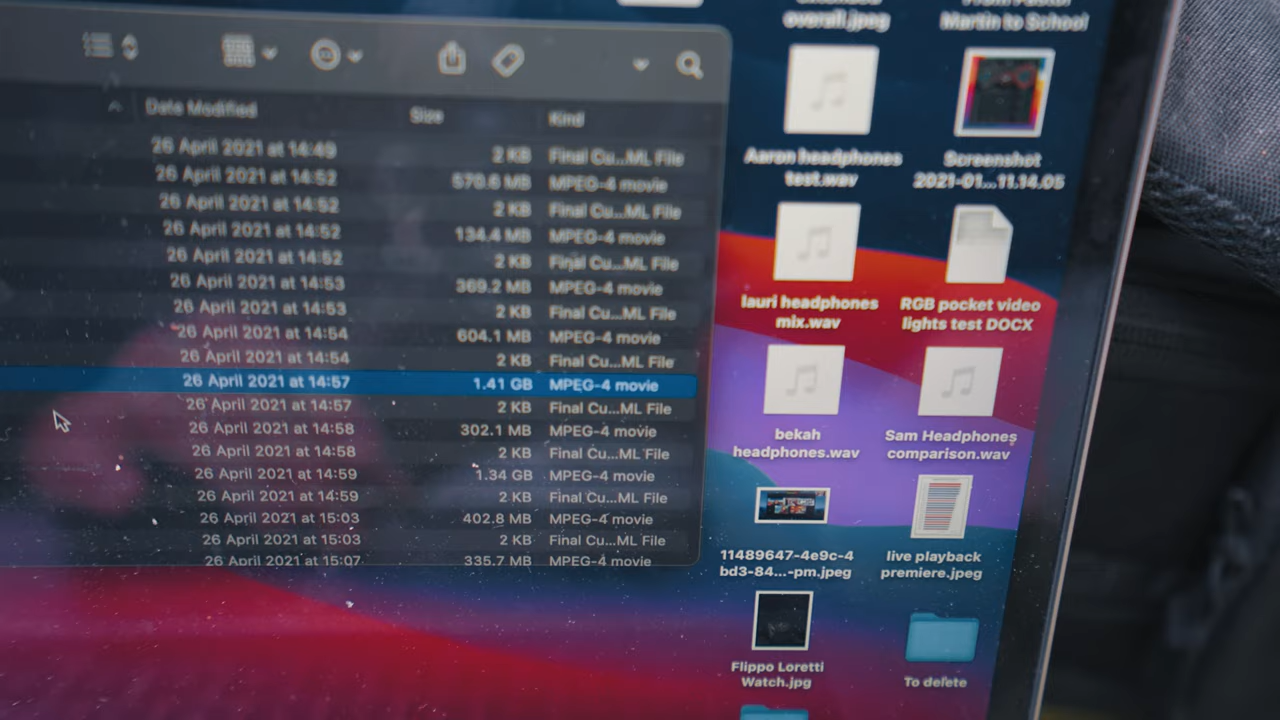 Date Modified Size Kind
26 April 2021 at 14:49 2 KB Final Cu...ML File
26 April 2021 at 14:52 570.6 MB MPEG-4 movie
26 April 2021 at 14:52 2 KB Final Cu...ML File
26 April 2021 at 14:52 134.4 MB MPEG-4 movie
26 April 2021 at 14:52 2 KB Final Cu...ML File
26 April 2021 at 14:53 369.2 MB MPEG-4 movie
26 April 2021 at 14:53 2 KB Final Cu...ML File
26 April 2021 at 14:54 604.1 MB MPEG-4 movie
26 April 2021 at 14:54 2 KB Final Cu...ML File
26 April 2021 at 14:57 1.41 GB MPEG-4 movie
26 April 2021 at 14:57 2 KB Final Cu...ML File
26 April 2021 at 14:58 302.1 MB MPEG-4 movie
26 April 2021 at 14:58 2 KB Final Cu...ML File
26 April 2021 at 14:59 1.34 GB MPEG-4 movie
26 April 2021 at 14:59 2 KB Final Cu...ML File
26 April 2021 at 15:03 402.8 MB MPEG-4 movie
26 April 2021 at 15:03 2 KB Final Cu...ML File
26 April 2021 at 15:07 335.7 MB MPEG-4 movie
overall.jpeg
Martin to School
Aaron headphones
test.wav
Screenshot
2021-01...11.14.05
lauri headphones
mix.wav
RGB pocket video
lights test DOCX
bekah
headphones.wav
Sam Headphones
comparison.wav
11489647-4e9c-4
bd3-84...-pm.jpeg
live playback
premiere.jpeg
Flippo Loretti
Watch.jpg
To delete